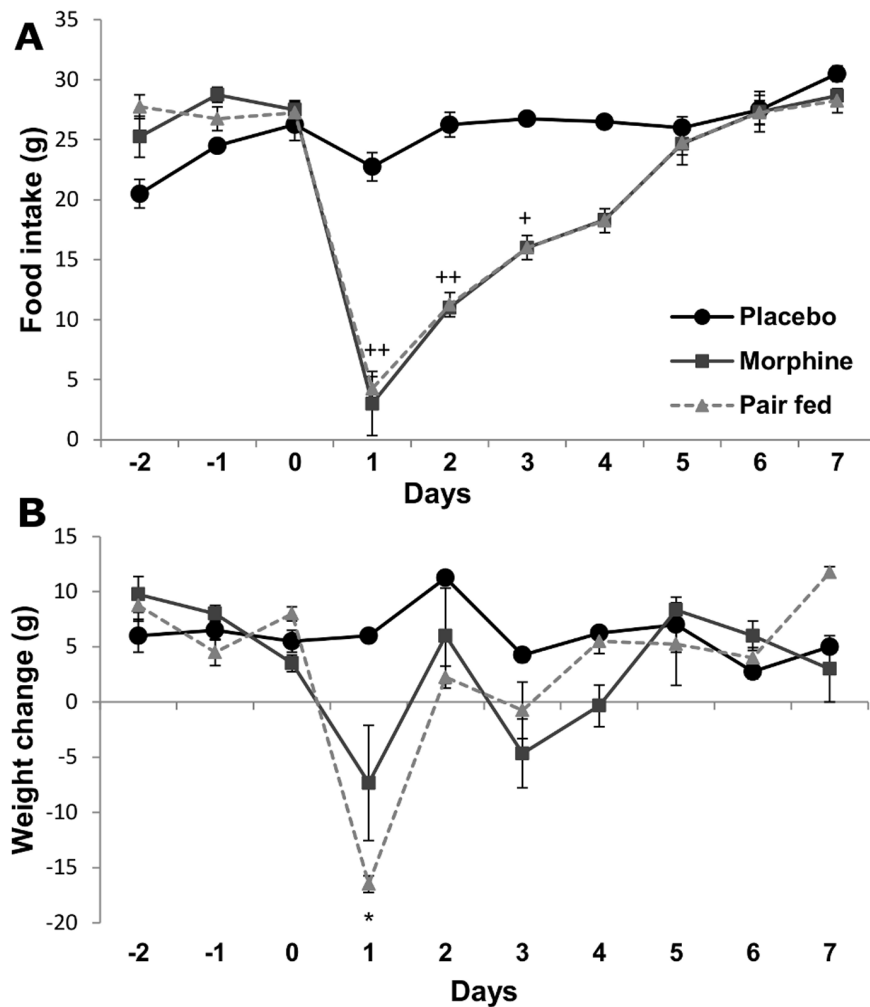 A
Food intake (g)
35
30
25
20
15
10
5
0
++
++
+
Placebo
Morphine
Pair fed
-2 -1 0 1 2 3 4 5 6 7
Days
B
Weight change (g)
15
10
5
0
-5
-10
-15
-20
*
-2 -1 0 1 2 3 4 5 6 7
Days